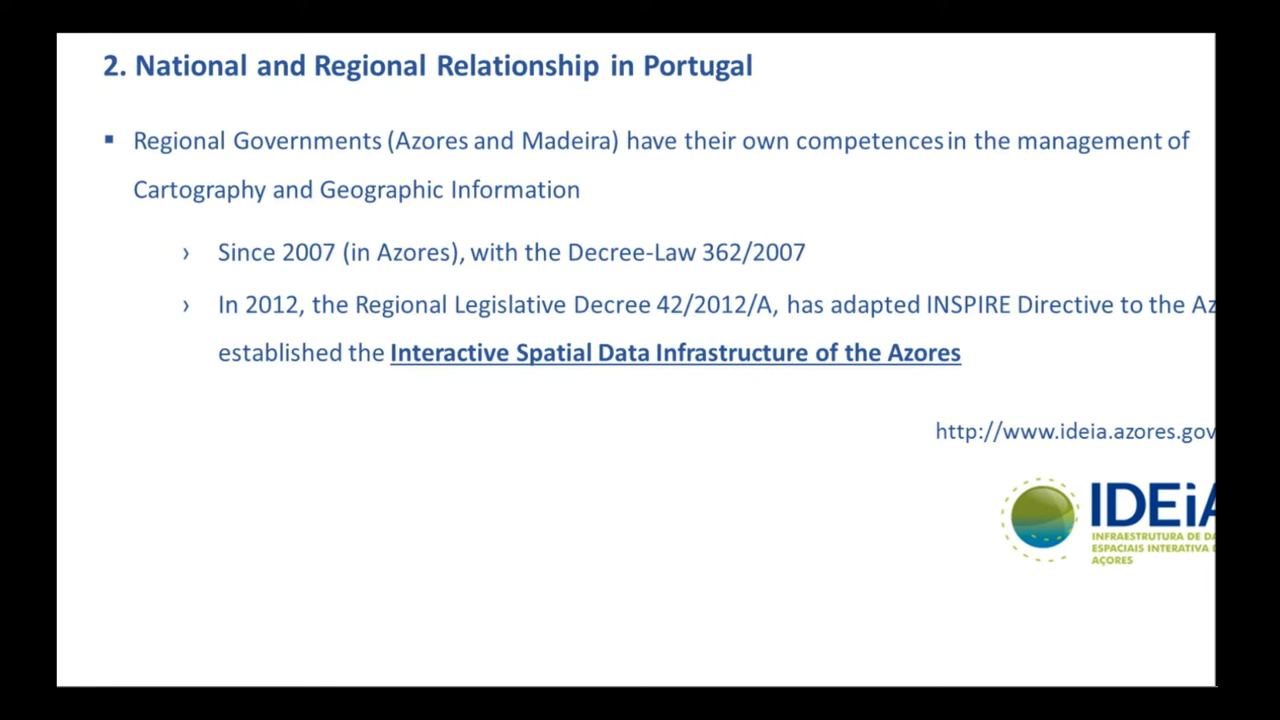 2. National and Regional Relationship in Portugal
▪ Regional Governments (Azores and Madeira) have their own competences in the management of
Cartography and Geographic Information
› Since 2007 (in Azores), with the Decree-Law 362/2007
› In 2012, the Regional Legislative Decree 42/2012/A, has adapted INSPIRE Directive to the Az
established the Interactive Spatial Data Infrastructure of the Azores
http://www.ideia.azores.gov
IDEiA
INFRAESTRUTURA DE DA
ESPACIAIS INTERATIVA D
AÇORES